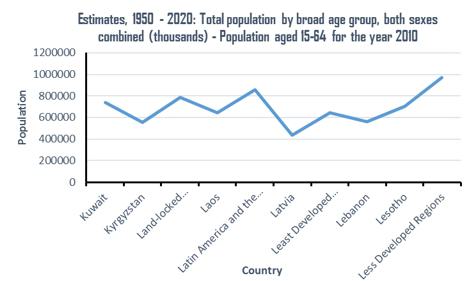 Estimates, 1950 - 2020: Total population by broad age group, both sexes
combined (thousands) - Population aged 15-64 for the year 2010
1200000
1000000
800000
600000
400000
200000
0
Population
Kuwait
Kyrgyzstan
Land-locked...
Laos
Latin America and the...
Latvia
Least Developed...
Lebanon
Lesotho
Less Developed Regions
Country